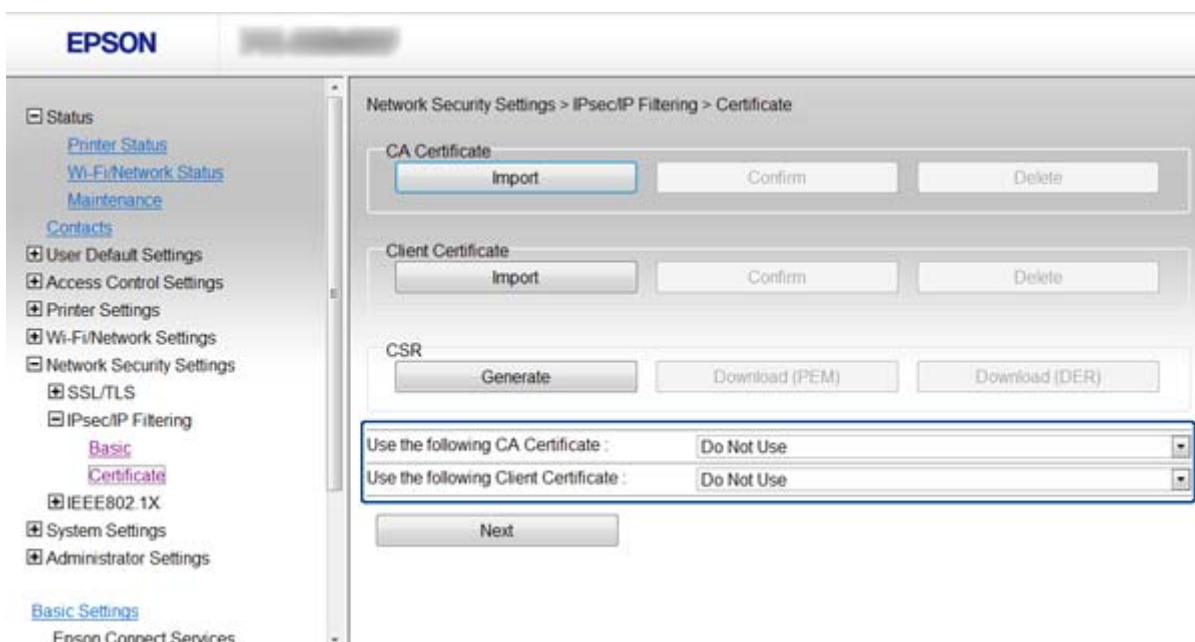 EPSON
Status
Printer Status
Wi-Fi/Network Status
Maintenance
Contacts
User Default Settings
Access Control Settings
Printer Settings
Wi-Fi/Network Settings
Network Security Settings
SSL/TLS
IPsec/IP Filtering
Basic
Certificate
IEEE802.1X
System Settings
Administrator Settings
Basic Settings
Epson Connect Services
Network Security Settings > IPsec/IP Filtering > Certificate
CA Certificate
Import Confirm Delete
Client Certificate
Import Confirm Delete
CSR
Generate Download (PEM) Download (DER)
Use the following CA Certificate : Do Not Use
Use the following Client Certificate : Do Not Use
Next